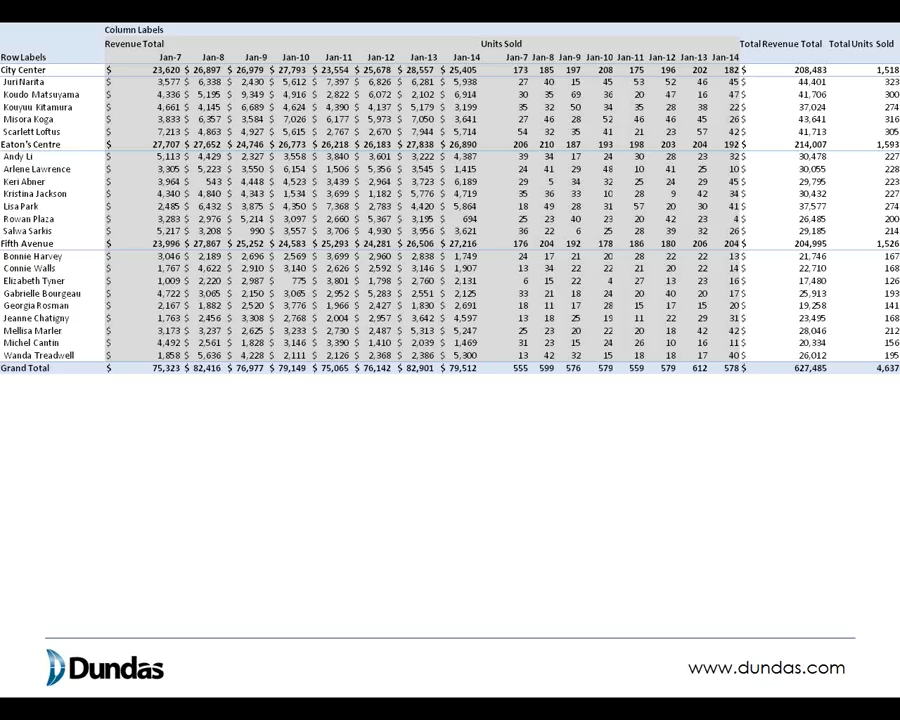 Column Labels
Revenue Total Units Sold Total Revenue Total Total Units Sold
Row Labels Jan-7 Jan-8 Jan-9 Jan-10 Jan-11 Jan-12 Jan-13 Jan-14 Jan-7 Jan-8 Jan-9 Jan-10 Jan-11 Jan-12 Jan-13 Jan-14
City Center $ 23,620 $ 26,897 $ 26,979 $ 27,793 $ 23,554 $ 25,678 $ 28,557 $ 25,405 173 185 197 208 175 196 202 182 $ 208,483 1,518
Juri Narita $ 3,577 $ 6,338 $ 2,430 $ 5,612 $ 7,397 $ 6,826 $ 6,281 $ 5,938 27 40 15 45 53 52 46 45 $ 44,401 323
Koudo Matsuyama $ 4,336 $ 5,195 $ 9,349 $ 4,916 $ 2,822 $ 6,072 $ 2,102 $ 6,914 30 35 69 36 20 47 16 47 $ 41,706 300
Kouyuu Kitamura $ 4,661 $ 4,145 $ 6,689 $ 4,624 $ 4,390 $ 4,137 $ 5,179 $ 3,199 35 32 50 34 35 28 38 22 $ 37,024 274
Misora Koga $ 3,833 $ 6,357 $ 3,584 $ 7,026 $ 6,177 $ 5,973 $ 7,050 $ 3,641 27 46 28 52 46 46 45 26 $ 43,641 316
Scarlett Loftus $ 7,213 $ 4,863 $ 4,927 $ 5,615 $ 2,767 $ 2,670 $ 7,944 $ 5,714 54 32 35 41 21 23 57 42 $ 41,713 305
Eaton's Centre $ 27,707 $ 27,652 $ 24,746 $ 26,773 $ 26,218 $ 26,183 $ 27,838 $ 26,890 206 210 187 193 198 203 204 192 $ 214,007 1,593
Andy Li $ 5,113 $ 4,429 $ 2,327 $ 3,558 $ 3,840 $ 3,601 $ 3,222 $ 4,387 39 34 17 24 30 28 23 32 $ 30,478 227
Arlene Lawrence $ 3,305 $ 5,223 $ 3,550 $ 6,154 $ 1,506 $ 5,356 $ 3,545 $ 1,415 24 41 29 48 10 41 25 10 $ 30,055 228
Keri Abner $ 3,964 $ 543 $ 4,448 $ 4,523 $ 3,439 $ 2,964 $ 3,723 $ 6,189 29 5 34 32 25 24 29 45 $ 29,795 223
Kristina Jackson $ 4,340 $ 4,840 $ 4,343 $ 1,534 $ 3,699 $ 1,182 $ 5,776 $ 4,719 35 36 33 10 28 9 42 34 $ 30,432 227
Lisa Park $ 2,485 $ 6,432 $ 3,875 $ 4,350 $ 7,368 $ 2,783 $ 4,420 $ 5,864 18 49 28 31 57 20 30 41 $ 37,577 274
Rowan Plaza $ 3,283 $ 2,976 $ 5,214 $ 3,097 $ 2,660 $ 5,367 $ 3,195 $ 694 25 23 40 23 20 42 23 4 $ 26,485 200
Salwa Sarkis $ 5,217 $ 3,208 $ 990 $ 3,557 $ 3,706 $ 4,930 $ 3,956 $ 3,621 36 22 6 25 28 39 32 26 $ 29,185 214
Fifth Avenue $ 23,996 $ 27,867 $ 25,252 $ 24,583 $ 25,293 $ 24,281 $ 26,506 $ 27,216 176 204 192 178 186 180 206 204 $ 204,995 1,526
Bonnie Harvey $ 3,046 $ 2,189 $ 2,696 $ 2,569 $ 3,699 $ 2,960 $ 2,838 $ 1,749 24 17 21 20 28 22 22 13 $ 21,746 167
Connie Walls $ 1,767 $ 4,622 $ 2,910 $ 3,140 $ 2,626 $ 2,592 $ 3,146 $ 1,907 13 34 22 22 21 20 22 14 $ 22,710 168
Elizabeth Tyner $ 1,009 $ 2,220 $ 2,987 $ 775 $ 3,801 $ 1,798 $ 2,760 $ 2,131 6 15 22 4 27 13 23 16 $ 17,480 126
Gabrielle Bourgeau $ 4,722 $ 3,065 $ 2,150 $ 3,065 $ 2,952 $ 5,283 $ 2,551 $ 2,125 33 21 18 24 20 40 20 17 $ 25,913 193
Georgia Rosman $ 2,167 $ 1,882 $ 2,520 $ 3,776 $ 1,966 $ 2,427 $ 1,830 $ 2,691 18 11 17 28 15 17 15 20 $ 19,258 141
Jeanne Chatigny $ 1,763 $ 2,456 $ 3,308 $ 2,768 $ 2,004 $ 2,957 $ 3,642 $ 4,597 13 18 25 19 11 22 29 31 $ 23,495 168
Mellisa Marler $ 3,173 $ 3,237 $ 2,625 $ 3,233 $ 2,730 $ 2,487 $ 5,313 $ 5,247 25 23 20 22 20 18 42 42 $ 28,046 212
Michel Cantin $ 4,492 $ 2,561 $ 1,828 $ 3,146 $ 3,390 $ 1,410 $ 2,039 $ 1,469 31 23 15 24 26 10 16 11 $ 20,334 156
Wanda Treadwell $ 1,858 $ 5,636 $ 4,228 $ 2,111 $ 2,126 $ 2,368 $ 2,386 $ 5,300 13 42 32 15 18 18 17 40 $ 26,012 195
Grand Total $ 75,323 $ 82,416 $ 76,977 $ 79,149 $ 75,065 $ 76,142 $ 82,901 $ 79,512 555 599 576 579 559 579 612 578 $ 627,485 4,637
Dundas
www.dundas.com